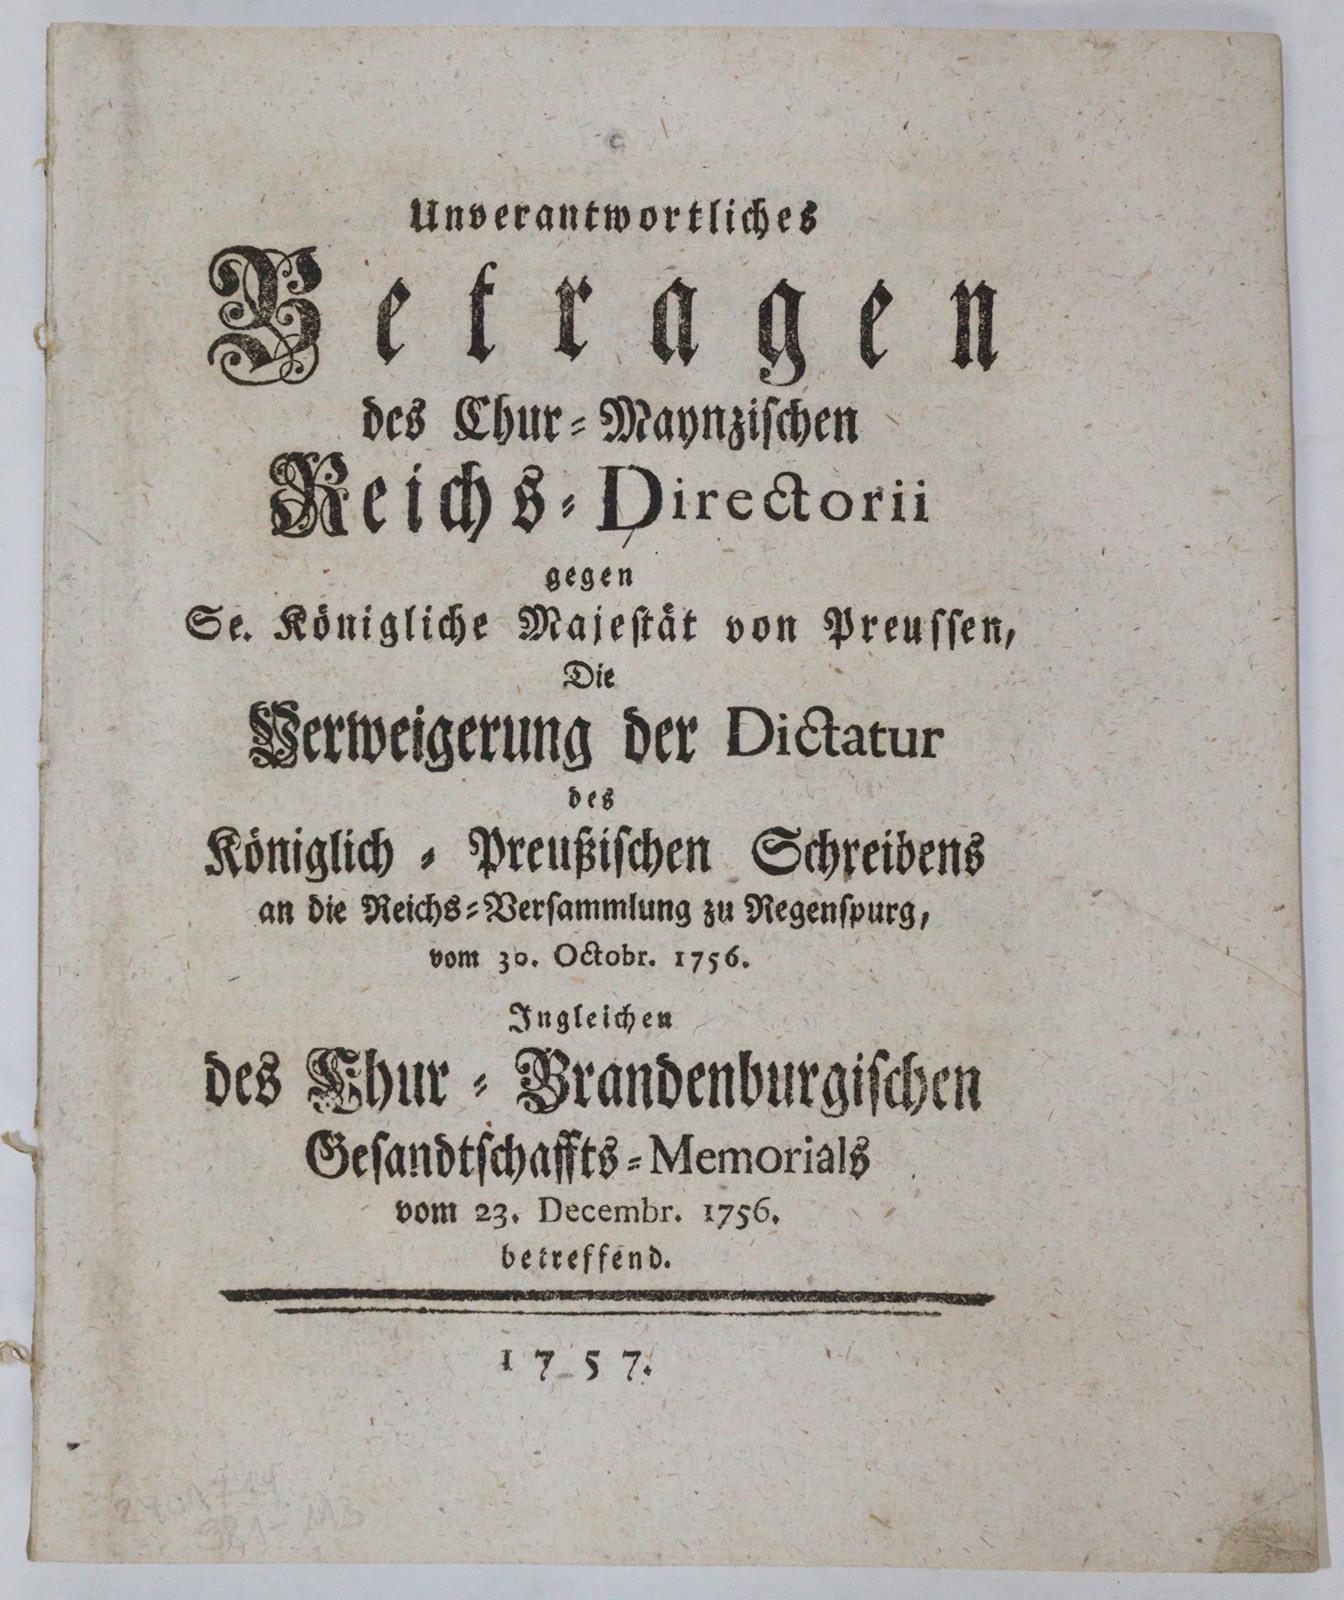 Unverantwortliches
Betragen
des Chur-Maynzischen
Reichs-Directorii
gegen
Se. Königliche Majestät von Preussen,
Die
Verweigerung der Dictatur
des
Königlich-Preußischen Schreibens
an die Reichs-Versammlung zu Regenspurg,
vom 30. Octobr. 1756.
Ingleichen
des Chur-Brandenburgischen
Gesandtschaffts-Memorials
vom 23. Decembr. 1756.
betreffend.
1757.